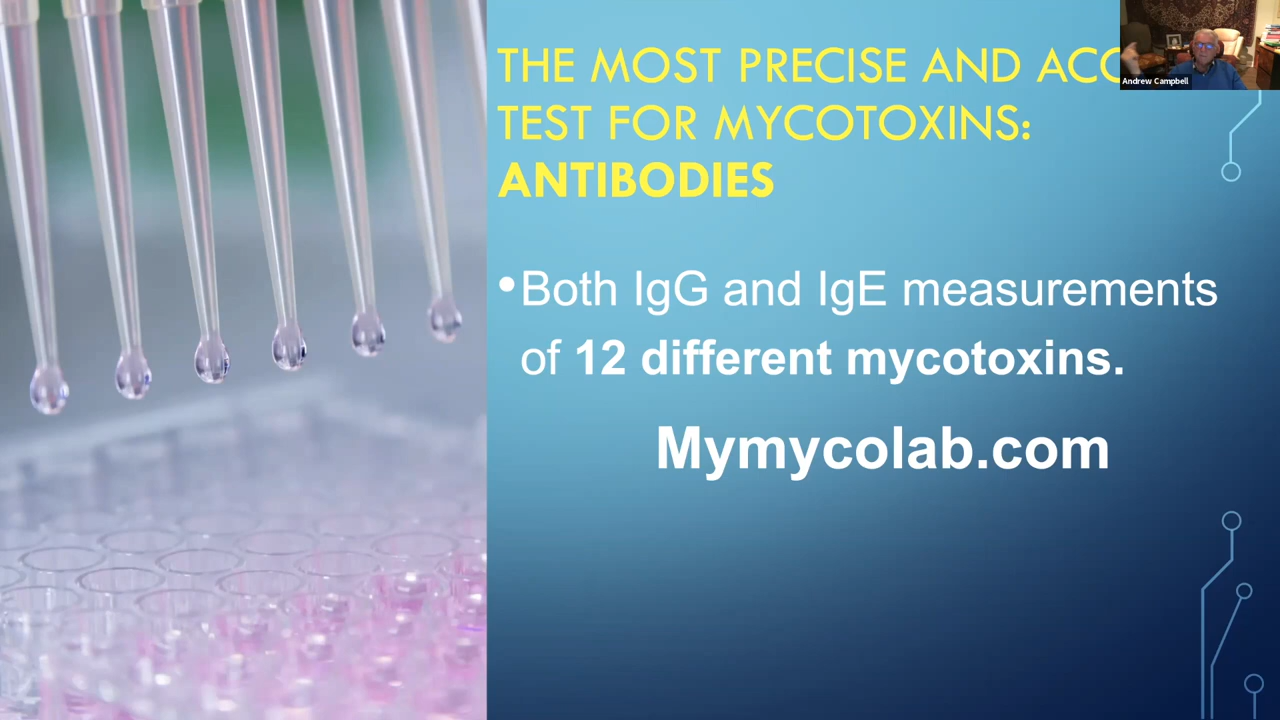 THE MOST PRECISE AND
TEST FOR MYCOTOXINS:
ANTIBODIES
•Both IgG and IgE measurements
of 12 different mycotoxins.
Mymycolab.com
Andrew Campbell